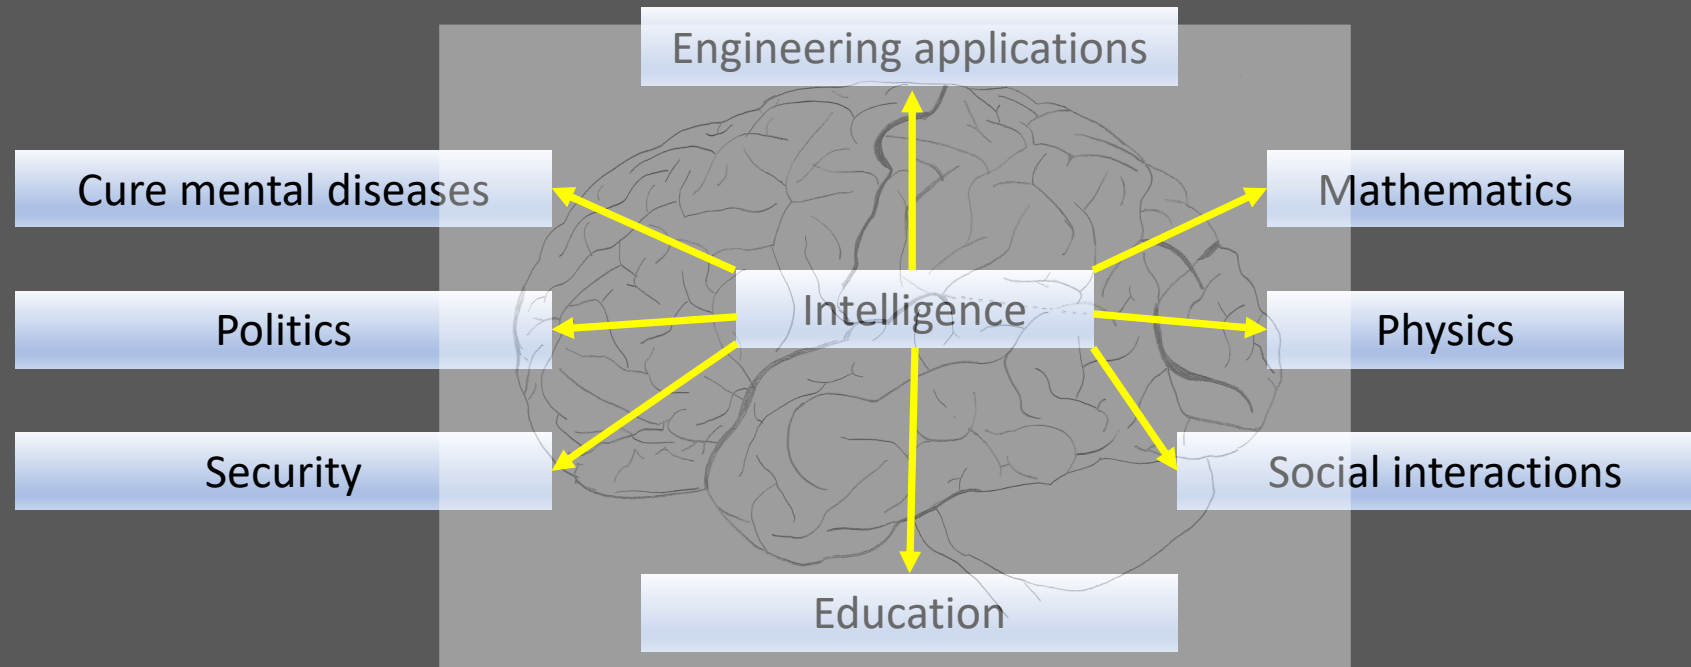 Engineering applications
Cure mental diseases
Mathematics
Intelligence
Politics
Physics
Security
Social interactions
Education